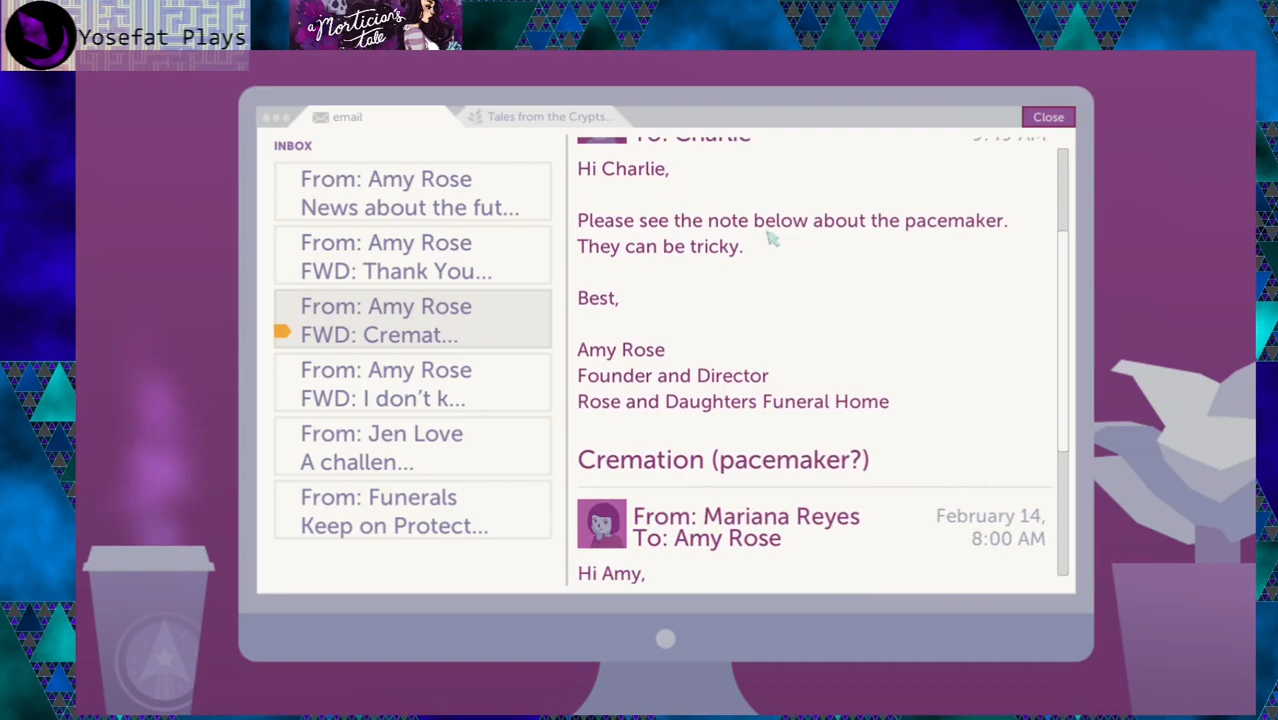 Yosefat Plays
a Mortician's
tale
email
Tales from the Crypts...
Close
INBOX
From: Amy Rose
News about the fut...
From: Amy Rose
FWD: Thank You...
From: Amy Rose
FWD: Cremat...
From: Amy Rose
FWD: I don't k...
From: Jen Love
A challen...
From: Funerals
Keep on Protect...
To: Charlie
9:45 AM
Hi Charlie,
Please see the note below about the pacemaker.
They can be tricky.
Best,
Amy Rose
Founder and Director
Rose and Daughters Funeral Home
Cremation (pacemaker?)
From: Mariana Reyes
To: Amy Rose
February 14,
8:00 AM
Hi Amy,